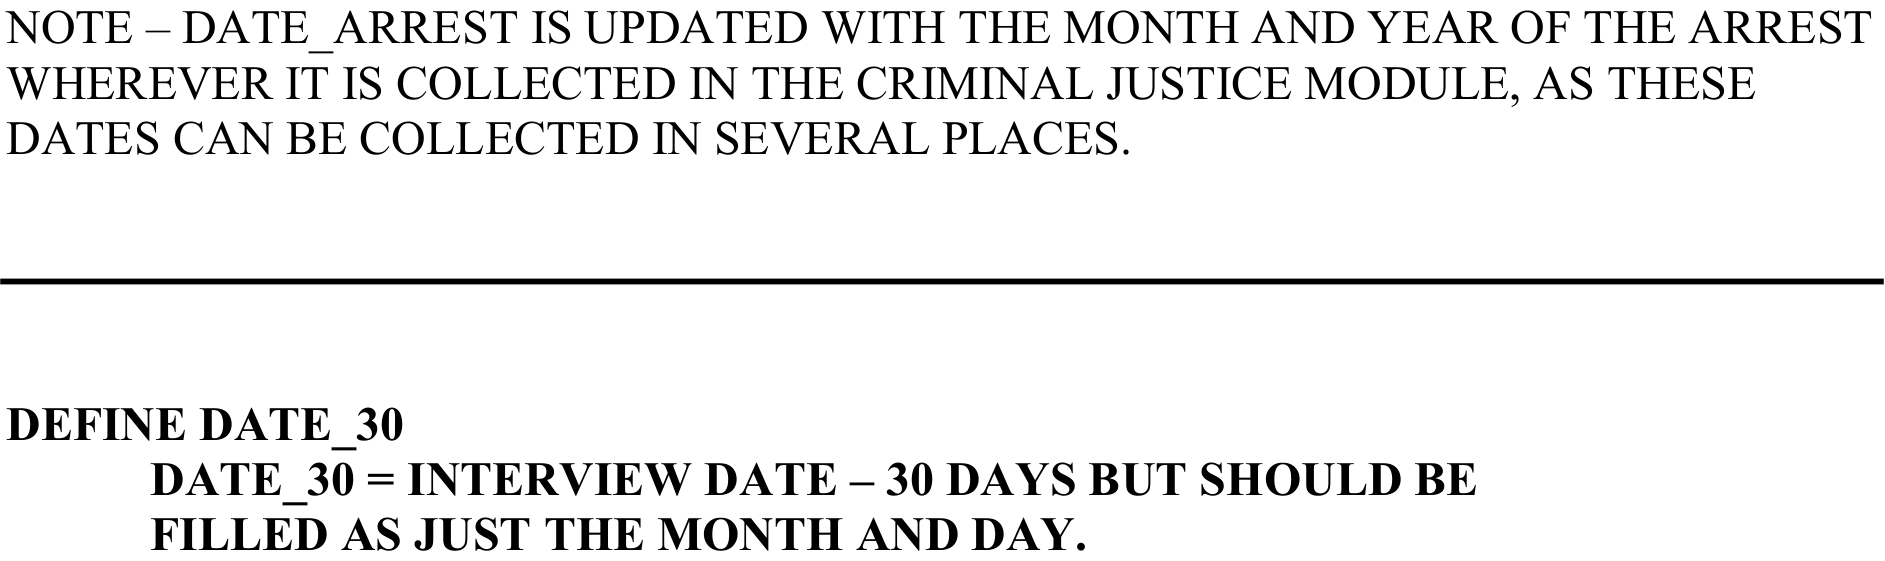 NOTE – DATE_ARREST IS UPDATED WITH THE MONTH AND YEAR OF THE ARREST
WHEREVER IT IS COLLECTED IN THE CRIMINAL JUSTICE MODULE, AS THESE
DATES CAN BE COLLECTED IN SEVERAL PLACES.
DEFINE DATE_30
DATE_30 = INTERVIEW DATE – 30 DAYS BUT SHOULD BE
FILLED AS JUST THE MONTH AND DAY.